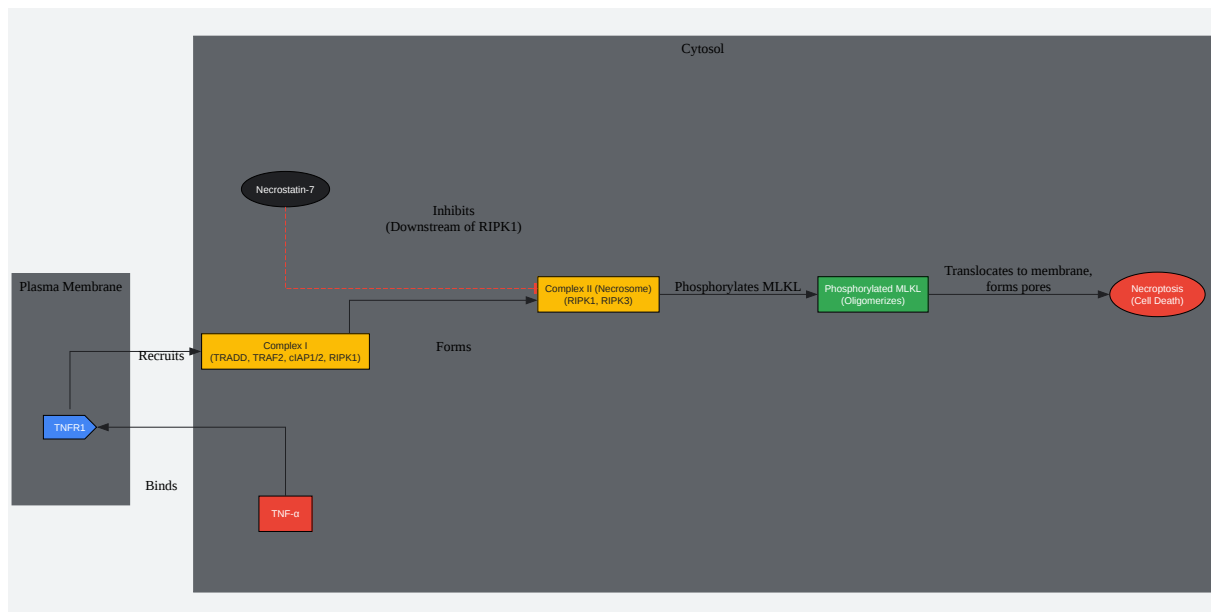 Cytosol
Necrostatin-7
Inhibits
(Downstream of RIPK1)
Plasma Membrane
Complex II (Necrosome)
(RIPK1, RIPK3)
Phosphorylates MLKL
Phosphorylated MLKL
(Oligomerizes)
Translocates to membrane,
forms pores
Necroptosis
(Cell Death)
Recruits
Complex I
(TRADD, TRAF2, cIAP1/2, RIPK1)
Forms
TNFR1
Binds
TNF-α